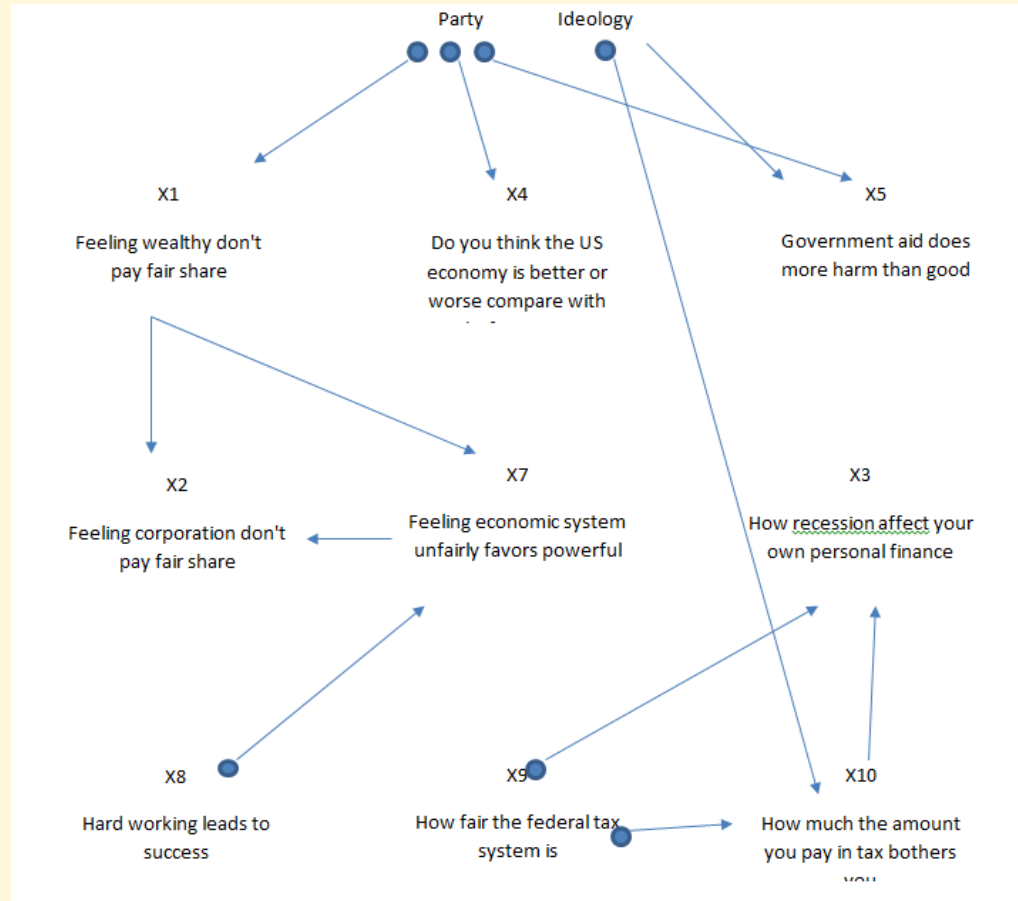 Party Ideology
X1
Feeling wealthy don't
pay fair share
X4
Do you think the US
economy is better or
worse compare with
X5
Government aid does
more harm than good
X2
Feeling corporation don't
pay fair share
X7
Feeling economic system
unfairly favors powerful
X3
How recession affect your
own personal finance
X8
Hard working leads to
success
X9
How fair the federal tax
system is
X10
How much the amount
you pay in tax bothers
you